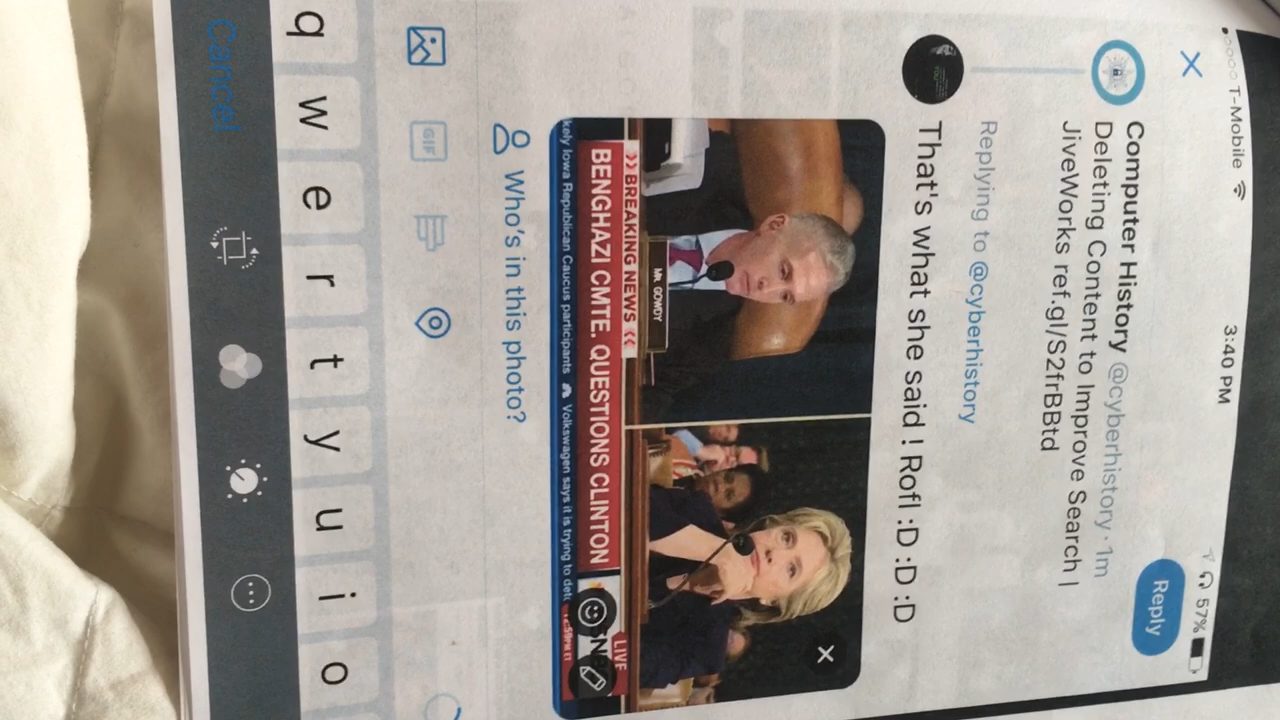 T-Mobile 3:40 PM 57%
Reply
Computer History @cyberhistory · 1m
Deleting Content to Improve Search |
JiveWorks ref.gl/S2frBBtd
Replying to @cyberhistory
That's what she said ! Rofl :D :D :D
MR. GOWDY
LIVE
BREAKING NEWS
BENGHAZI CMTE. QUESTIONS CLINTON
kely Iowa Republican Caucus participants Volkswagen says it is trying to
Who's in this photo?
GIF
q w e r t y u i o
Cancel